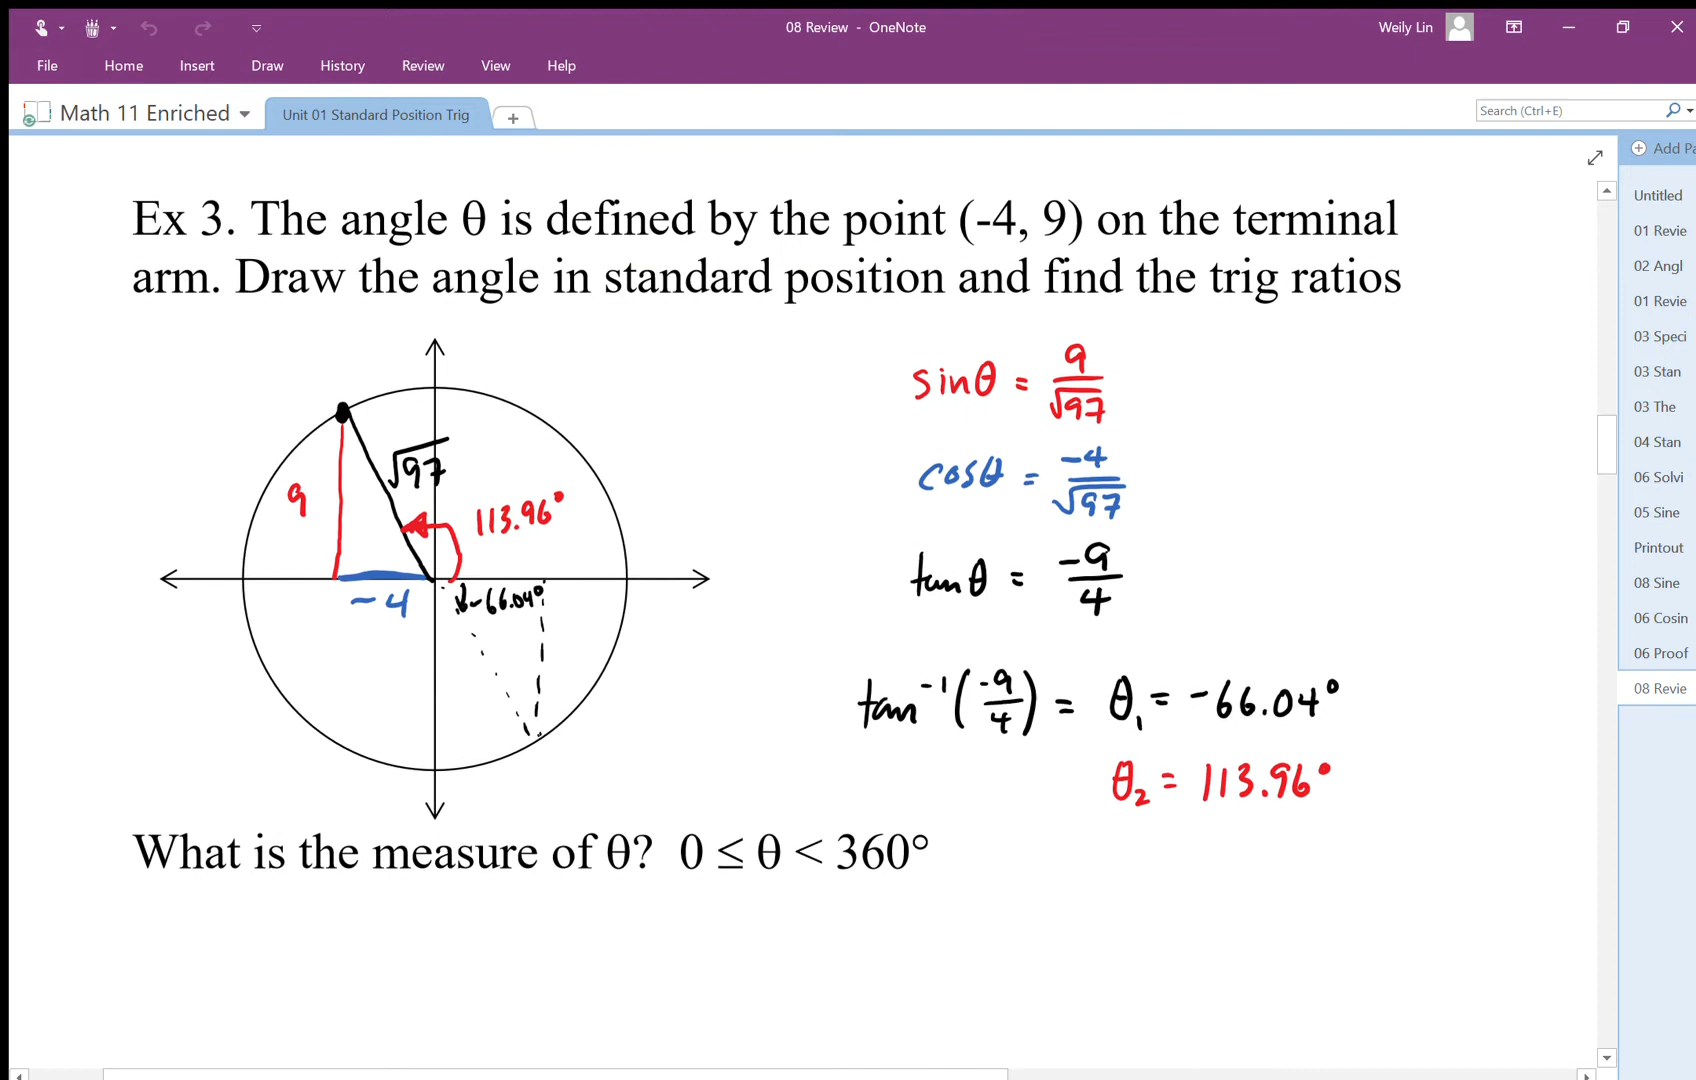 08 Review - OneNote
Weily Lin
File Home Insert Draw History Review View Help
Math 11 Enriched
Unit 01 Standard Position Trig
+
Search (Ctrl+E)
Add Pa
Untitled
01 Revie
02 Angl
01 Revie
03 Speci
03 Stan
03 The
04 Stan
06 Solvi
05 Sine
Printout
08 Sine
06 Cosin
06 Proof
08 Revie
Ex 3. The angle θ is defined by the point (-4, 9) on the terminal
arm. Draw the angle in standard position and find the trig ratios
√97
9
113.96°
-4
-66.04°
sinθ = 9/√97
cosθ = -4/√97
tanθ = -9/4
tan⁻¹(-9/4) = θ₁ = -66.04°
θ₂ = 113.96°
What is the measure of θ? 0 ≤ θ < 360°